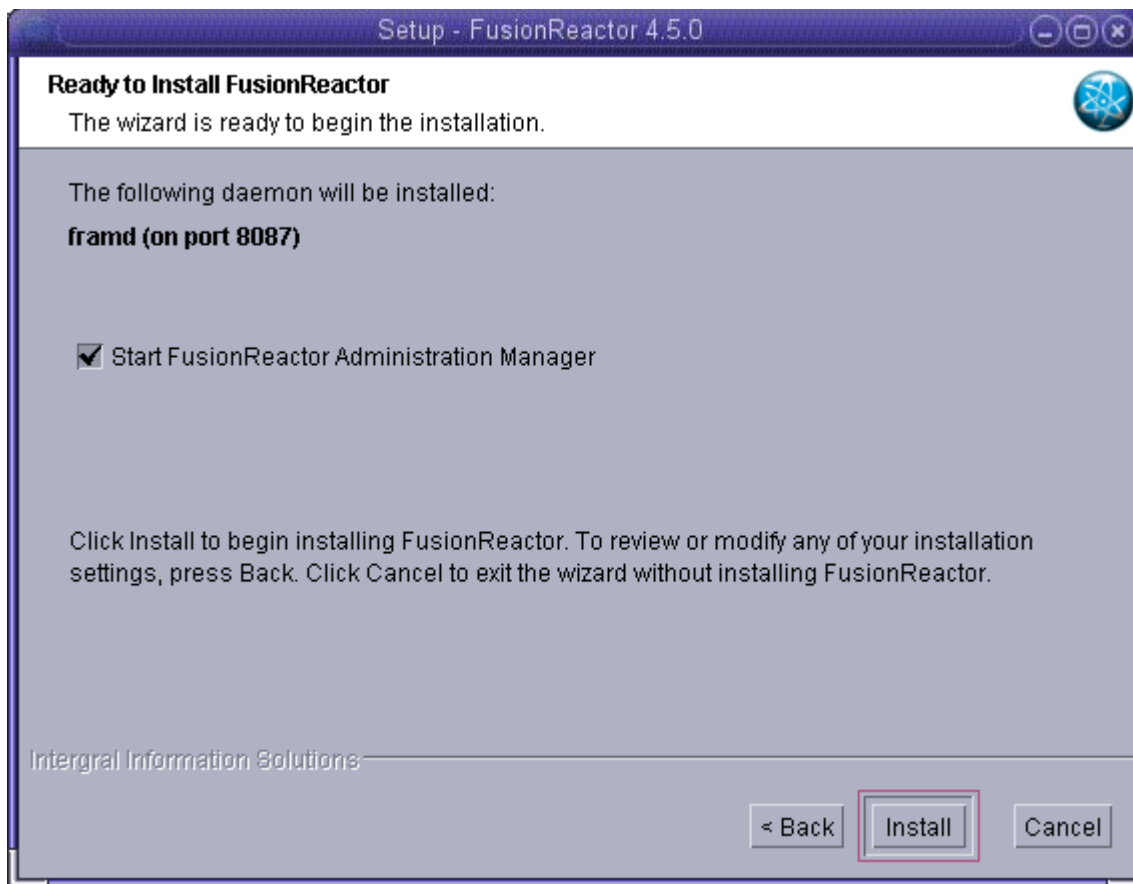 Setup - FusionReactor 4.5.0
Ready to Install FusionReactor
The wizard is ready to begin the installation.
The following daemon will be installed:
framd (on port 8087)
Start FusionReactor Administration Manager
Click Install to begin installing FusionReactor. To review or modify any of your installation
settings, press Back. Click Cancel to exit the wizard without installing FusionReactor.
Intergral Information Solutions
< Back Install Cancel